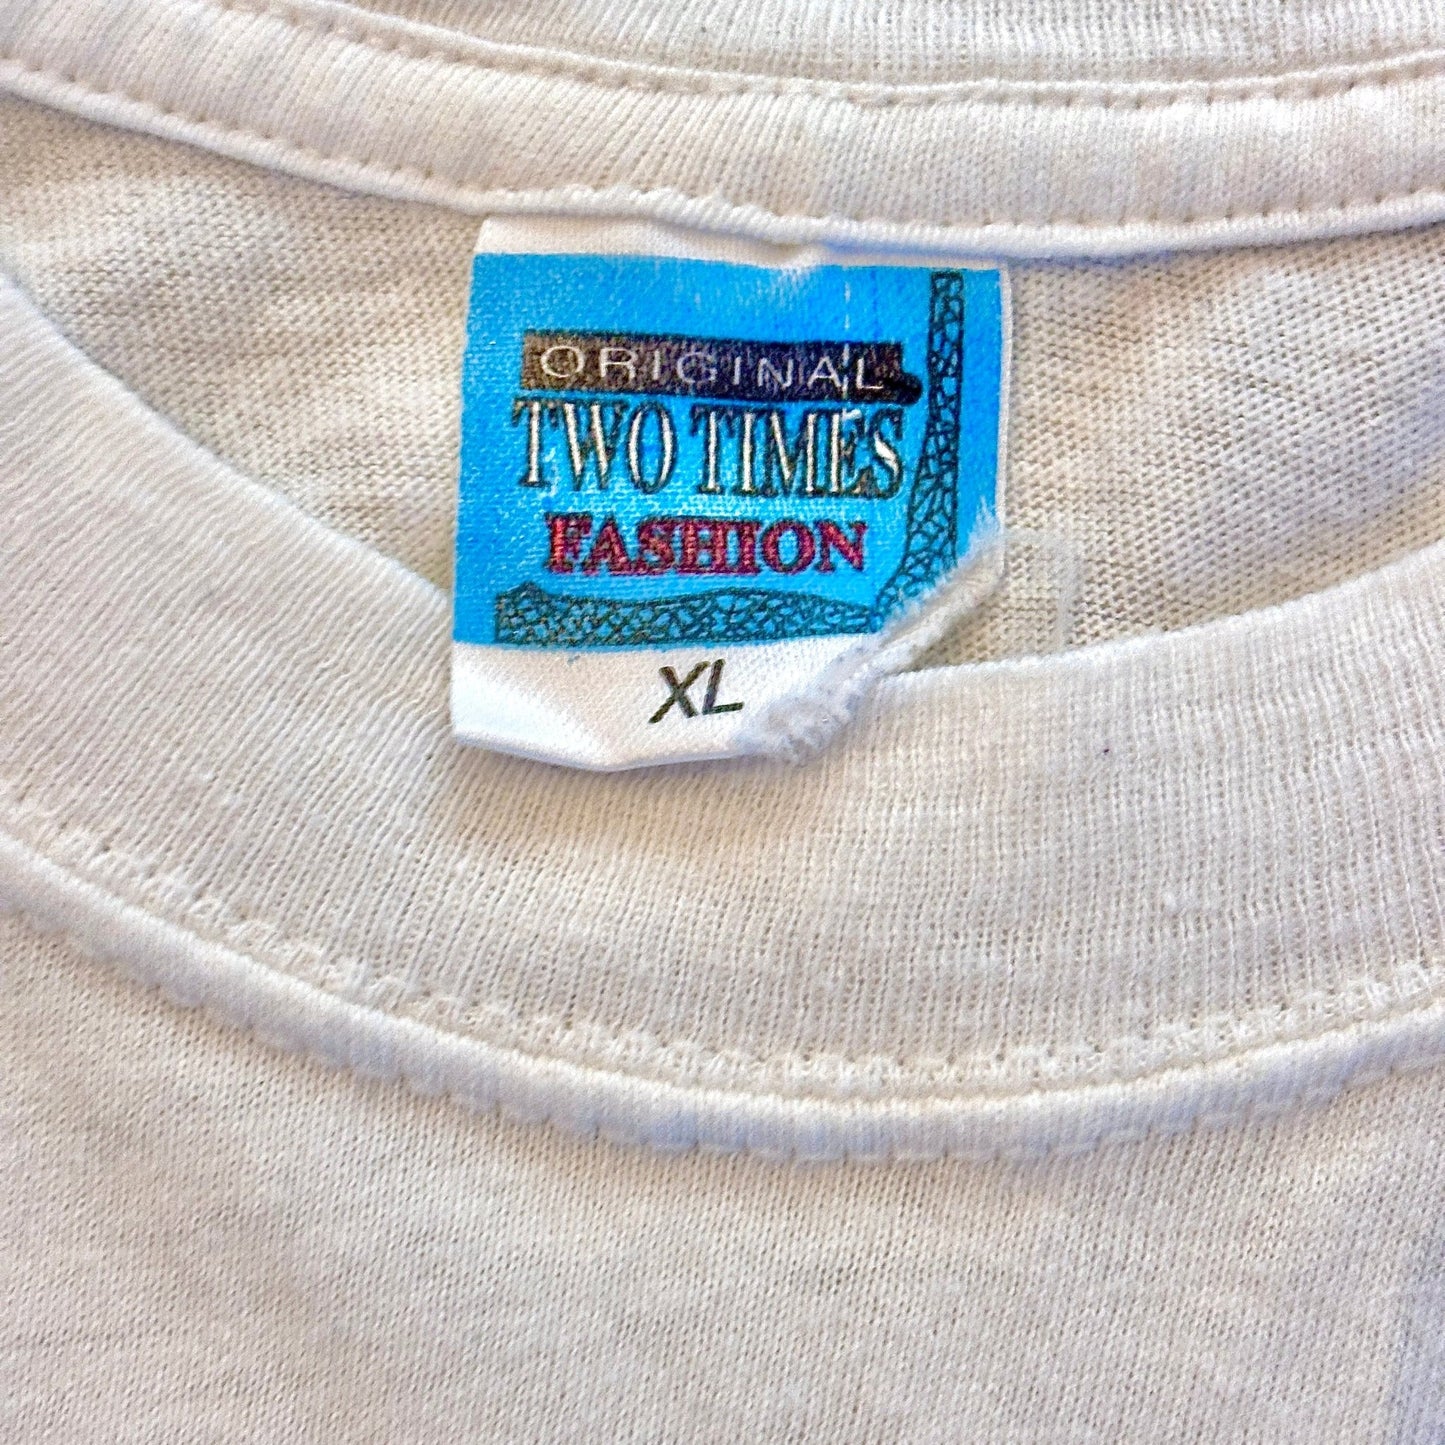 ORIGINAL
TWO TIMES
FASHION
XL